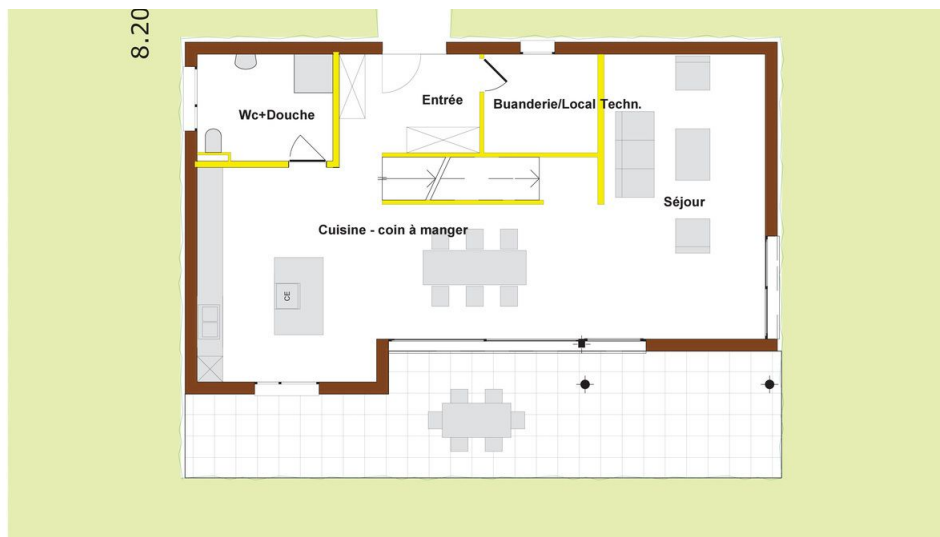 8.20
Wc+Douche
Entrée
Buanderie/Local Techn.
Séjour
Cuisine - coin à manger
CE